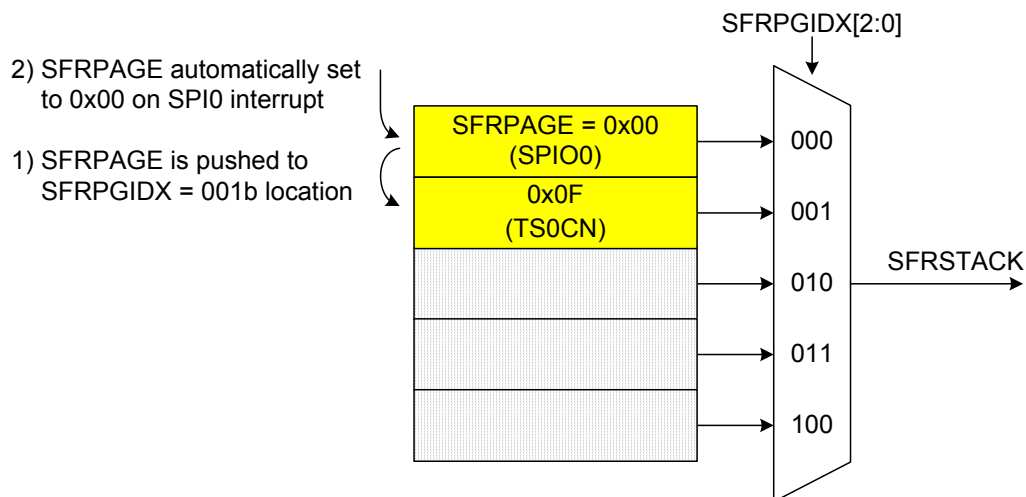 SFRPGIDX[2:0]
2) SFRPAGE automatically set
to 0x00 on SPI0 interrupt
1) SFRPAGE is pushed to
SFRPGIDX = 001b location
SFRPAGE = 0x00
(SPIO0)
0x0F
(TS0CN)
000
001
010
011
100
SFRSTACK